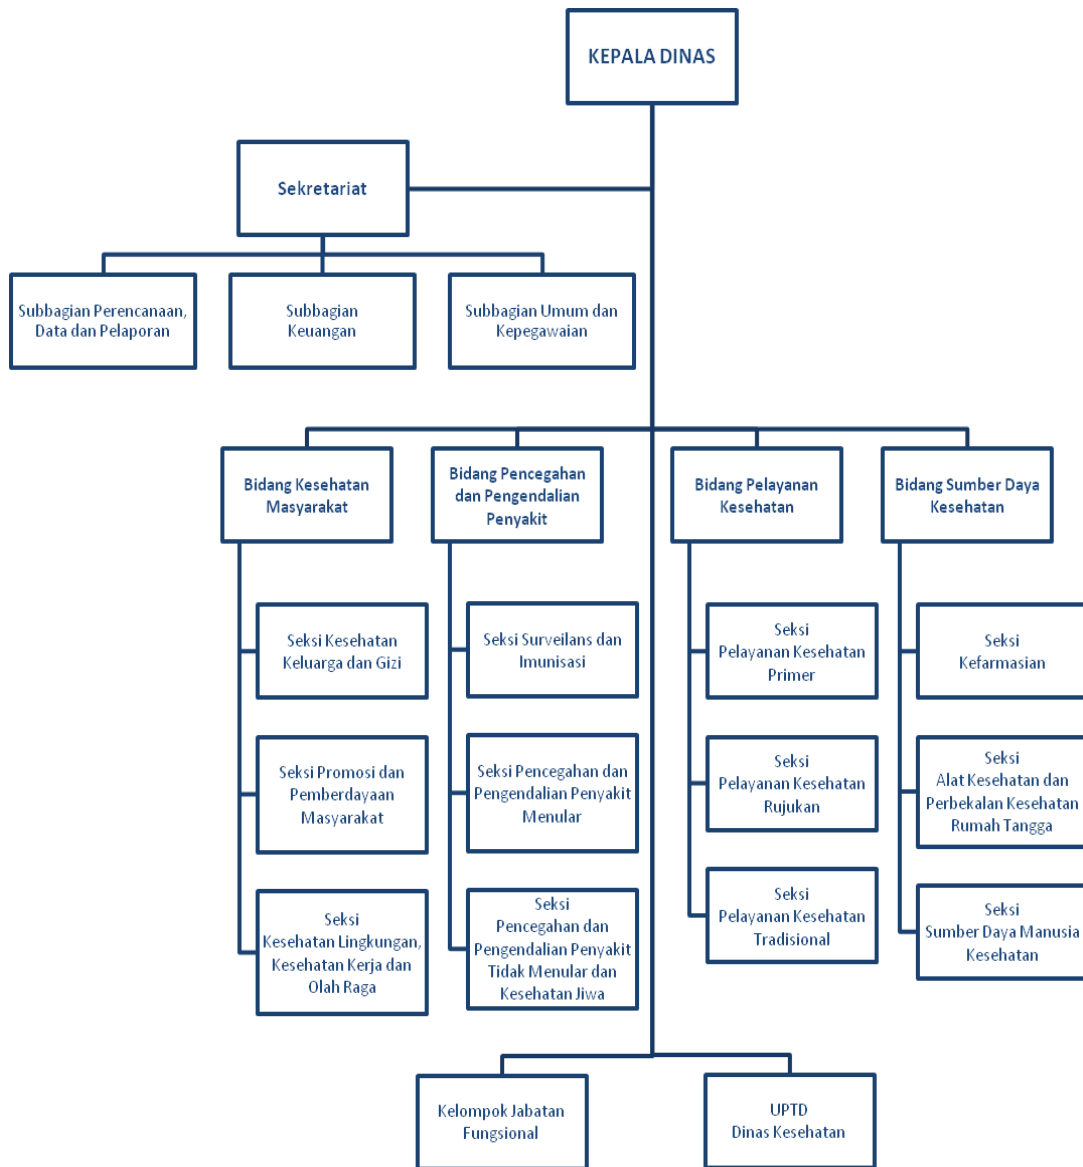 KEPALA DINAS
Sekretariat
Subbagian Perencanaan,
Data dan Pelaporan
Subbagian
Keuangan
Subbagian Umum dan
Kepegawaian
Bidang Kesehatan
Masyarakat
Bidang Pencegahan
dan Pengendalian
Penyakit
Bidang Pelayanan
Kesehatan
Bidang Sumber Daya
Kesehatan
Seksi Kesehatan
Keluarga dan Gizi
Seksi Surveilans dan
Imunisasi
Seksi
Pelayanan Kesehatan
Primer
Seksi
Kefarmasian
Seksi Promosi dan
Pemberdayaan
Masyarakat
Seksi Pencegahan dan
Pengendalian Penyakit
Menular
Seksi
Pelayanan Kesehatan
Rujukan
Seksi
Alat Kesehatan dan
Perbekalan Kesehatan
Rumah Tangga
Seksi
Kesehatan Lingkungan,
Kesehatan Kerja dan
Olah Raga
Seksi
Pencegahan dan
Pengendalian Penyakit
Tidak Menular dan
Kesehatan Jiwa
Seksi
Pelayanan Kesehatan
Tradisional
Seksi
Sumber Daya Manusia
Kesehatan
Kelompok Jabatan
Fungsional
UPTD
Dinas Kesehatan